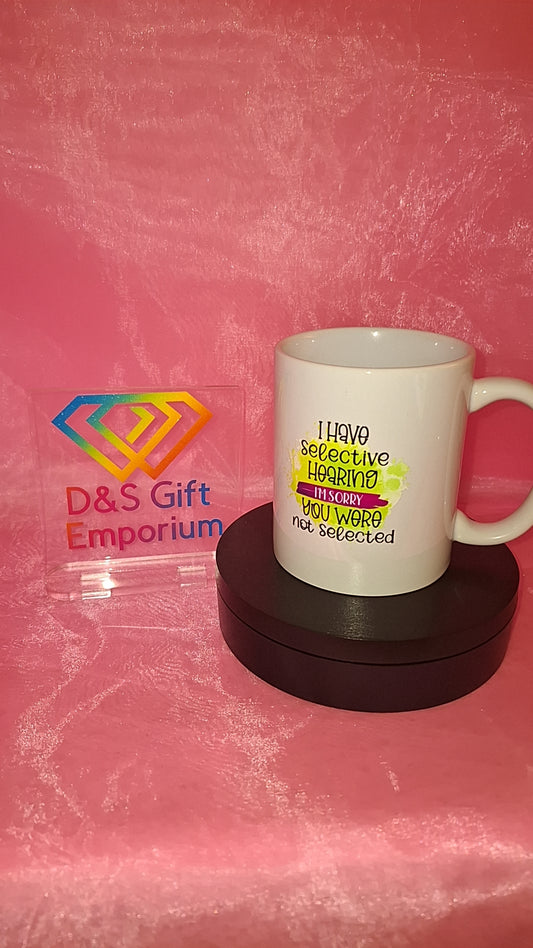 D&S Gift
Emporium
I Have
selective
Hearing
I'M SORRY
you were
not selected